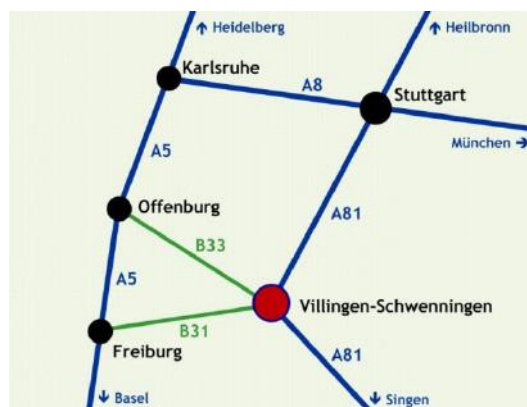 ↑ Heidelberg
↑ Heilbronn
Karlsruhe
A8
Stuttgart
München →
A5
Offenburg
A81
B33
A5
Villingen-Schwenningen
B31
Freiburg
A81
↓ Basel
↓ Singen